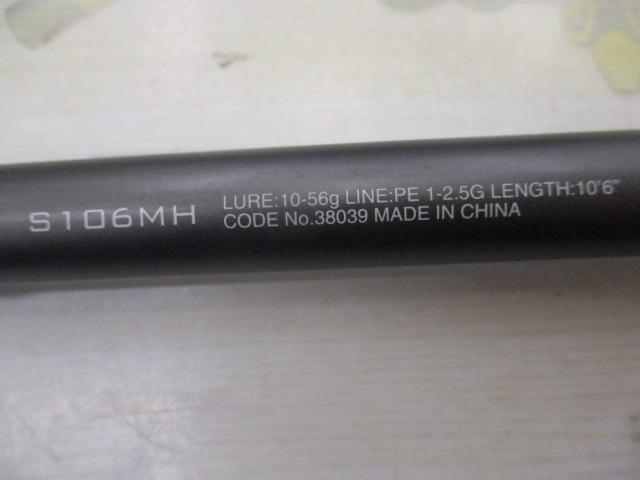 S106MH
LURE:10-56g LINE:PE 1-2.5G LENGTH:10'6"
CODE No.38039 MADE IN CHINA